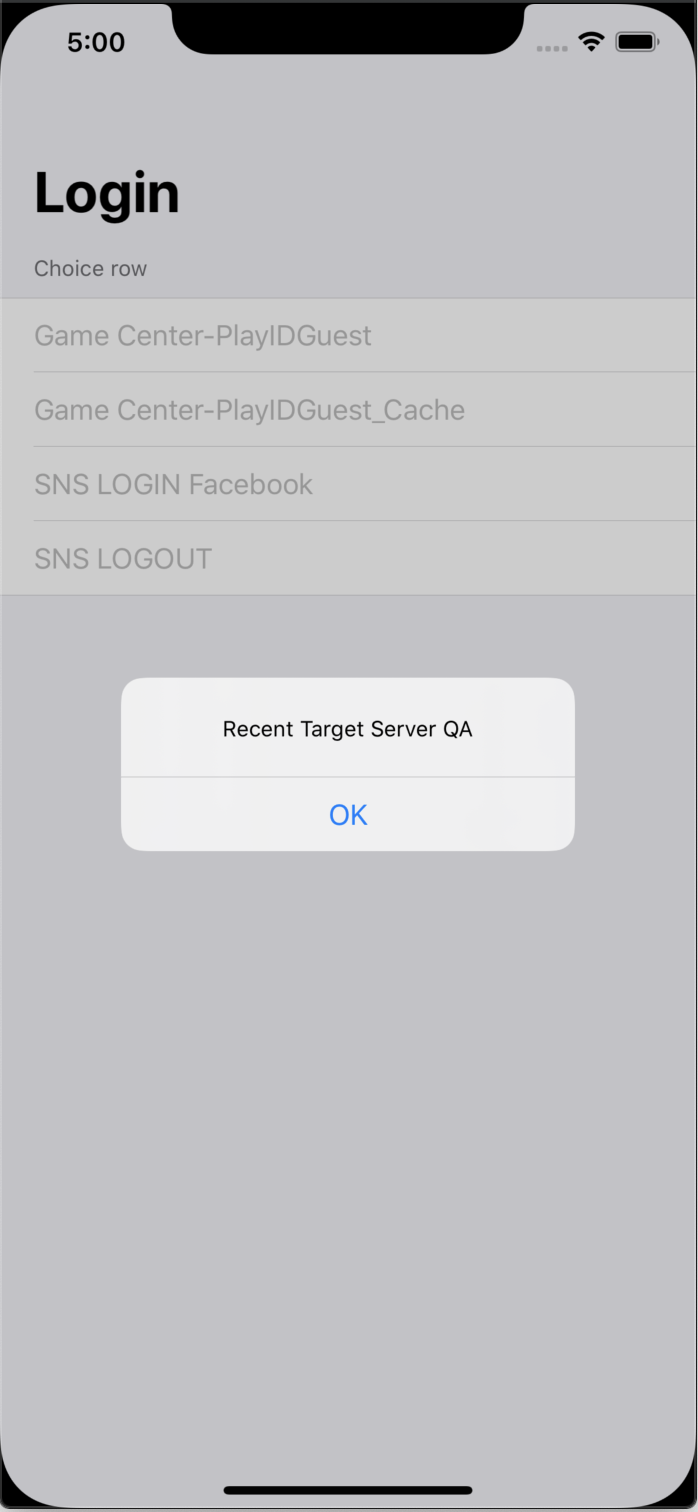 5:00
Login
Choice row
Game Center-PlayIDGuest
Game Center-PlayIDGuest_Cache
SNS LOGIN Facebook
SNS LOGOUT
Recent Target Server QA
OK